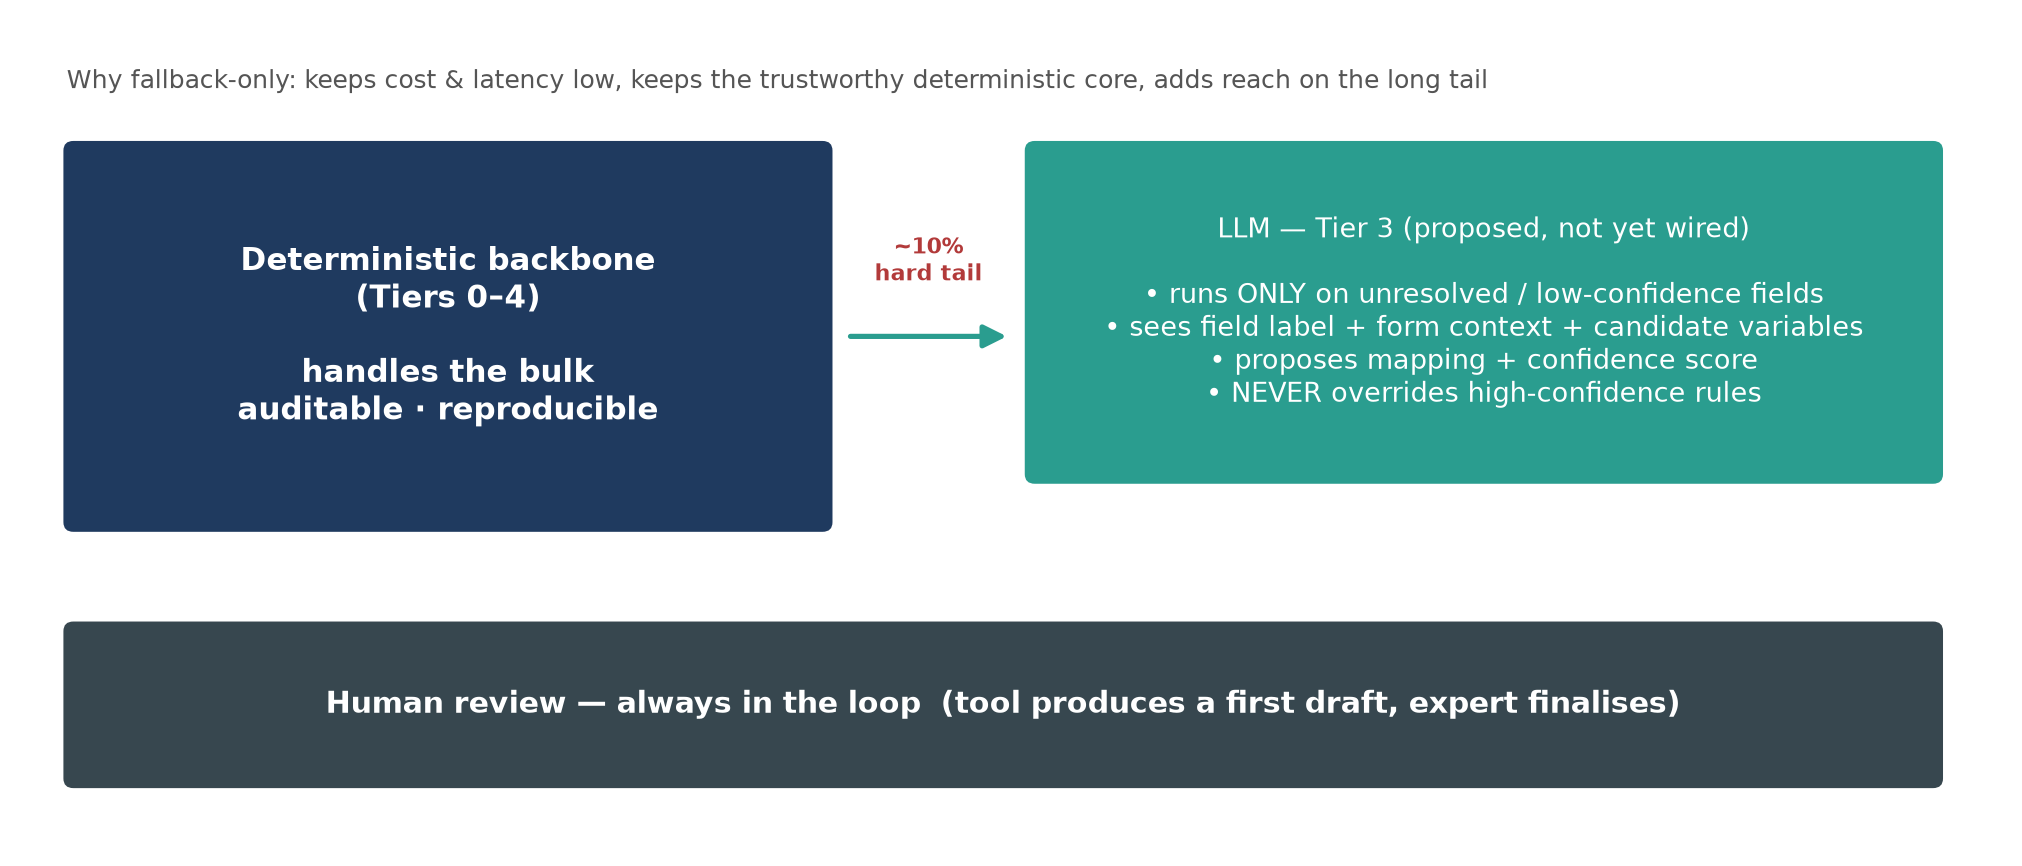 Why fallback-only: keeps cost & latency low, keeps the trustworthy deterministic core, adds reach on the long tail
Deterministic backbone
(Tiers 0–4)
handles the bulk
auditable · reproducible
~10%
hard tail
LLM — Tier 3 (proposed, not yet wired)
• runs ONLY on unresolved / low-confidence fields
• sees field label + form context + candidate variables
• proposes mapping + confidence score
• NEVER overrides high-confidence rules
Human review — always in the loop  (tool produces a first draft, expert finalises)